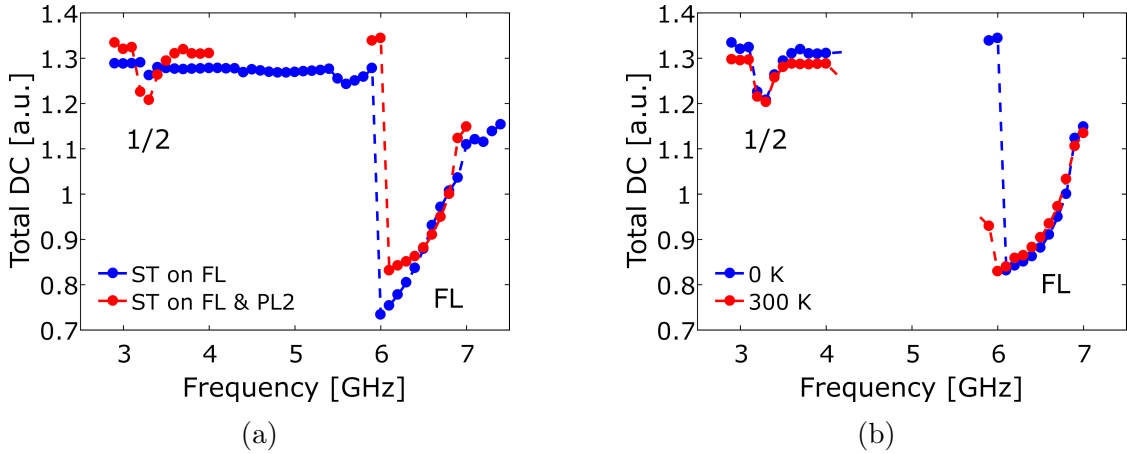 1.4
1.3
1.2
1.1
1
0.9
0.8
0.7
Total DC [a.u.]
1/2
ST on FL
ST on FL & PL2
FL
3 4 5 6 7
Frequency [GHz]
(a)
1.4
1.3
1.2
1.1
1
0.9
0.8
0.7
Total DC [a.u.]
1/2
0 K
300 K
FL
3 4 5 6 7
Frequency [GHz]
(b)